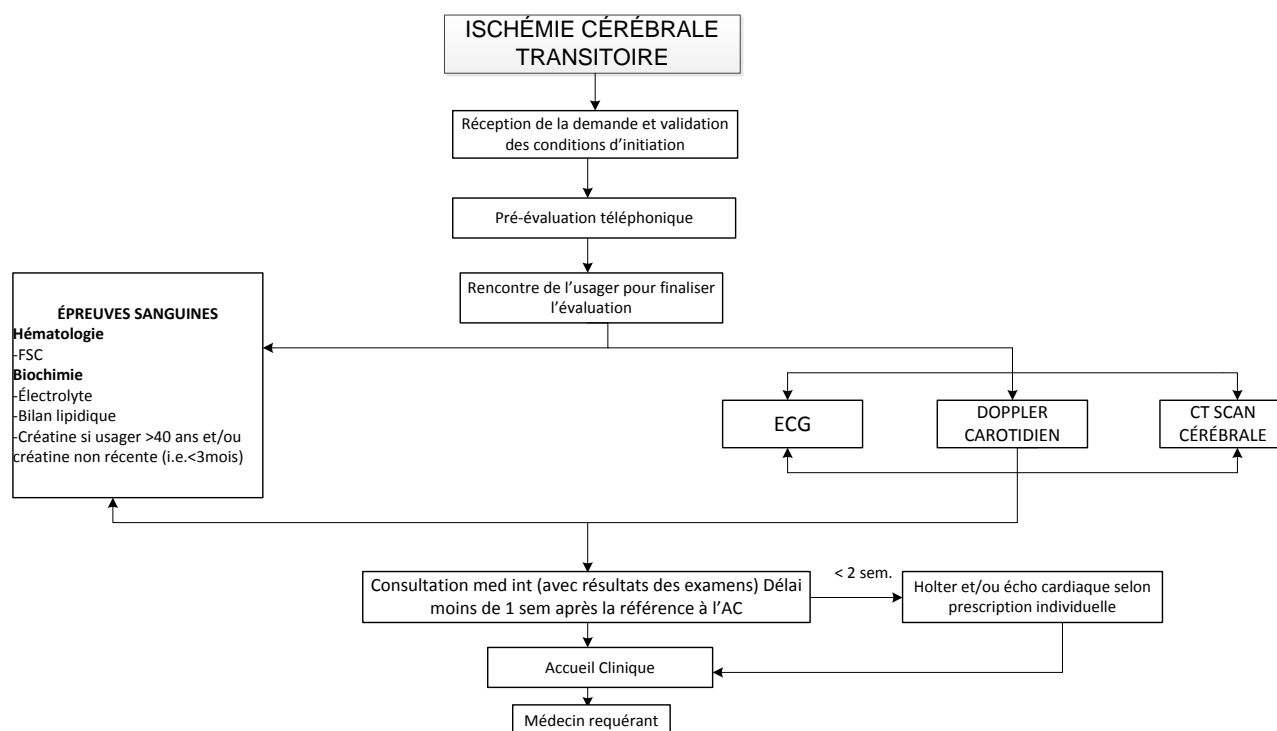 ISCHÉMIE CÉRÉBRALE
TRANSITOIRE
Réception de la demande et validation
des conditions d'initiation
Pré-évaluation téléphonique
Rencontre de l'usager pour finaliser
l'évaluation
ÉPREUVES SANGUINES
Hématologie
-FSC
Biochimie
-Électrolyte
-Bilan lipidique
-Créatine si usager >40 ans et/ou
créatine non récente (i.e.<3mois)
ECG
DOPPLER
CAROTIDIEN
CT SCAN
CÉRÉBRALE
Consultation med int (avec résultats des examens) Délai
moins de 1 sem après la référence à l'AC
< 2 sem.
Holter et/ou écho cardiaque selon
prescription individuelle
Accueil Clinique
Médecin requérant